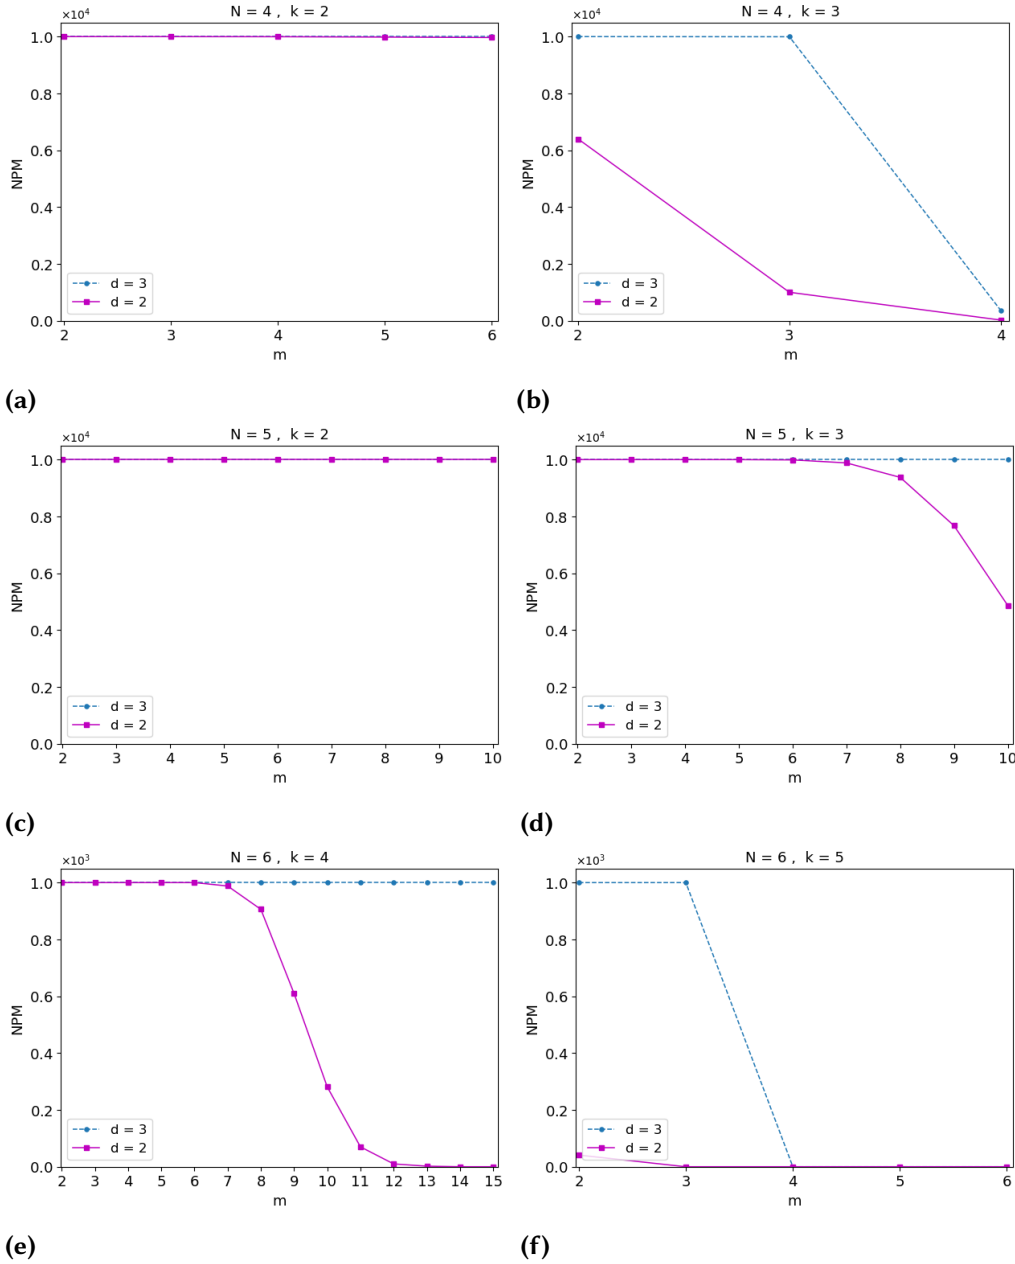 N = 4 ,  k = 2
×10⁴
1.0
0.8
0.6
0.4
0.2
0.0
NPM
d = 3
d = 2
2 3 4 5 6
m
(a)
N = 4 ,  k = 3
×10⁴
1.0
0.8
0.6
0.4
0.2
0.0
NPM
d = 3
d = 2
2 3 4
m
(b)
N = 5 ,  k = 2
×10⁴
1.0
0.8
0.6
0.4
0.2
0.0
NPM
d = 3
d = 2
2 3 4 5 6 7 8 9 10
m
(c)
N = 5 ,  k = 3
×10⁴
1.0
0.8
0.6
0.4
0.2
0.0
NPM
d = 3
d = 2
2 3 4 5 6 7 8 9 10
m
(d)
N = 6 ,  k = 4
×10³
1.0
0.8
0.6
0.4
0.2
0.0
NPM
d = 3
d = 2
2 3 4 5 6 7 8 9 10 11 12 13 14 15
m
(e)
N = 6 ,  k = 5
×10³
1.0
0.8
0.6
0.4
0.2
0.0
NPM
d = 3
d = 2
2 3 4 5 6
m
(f)